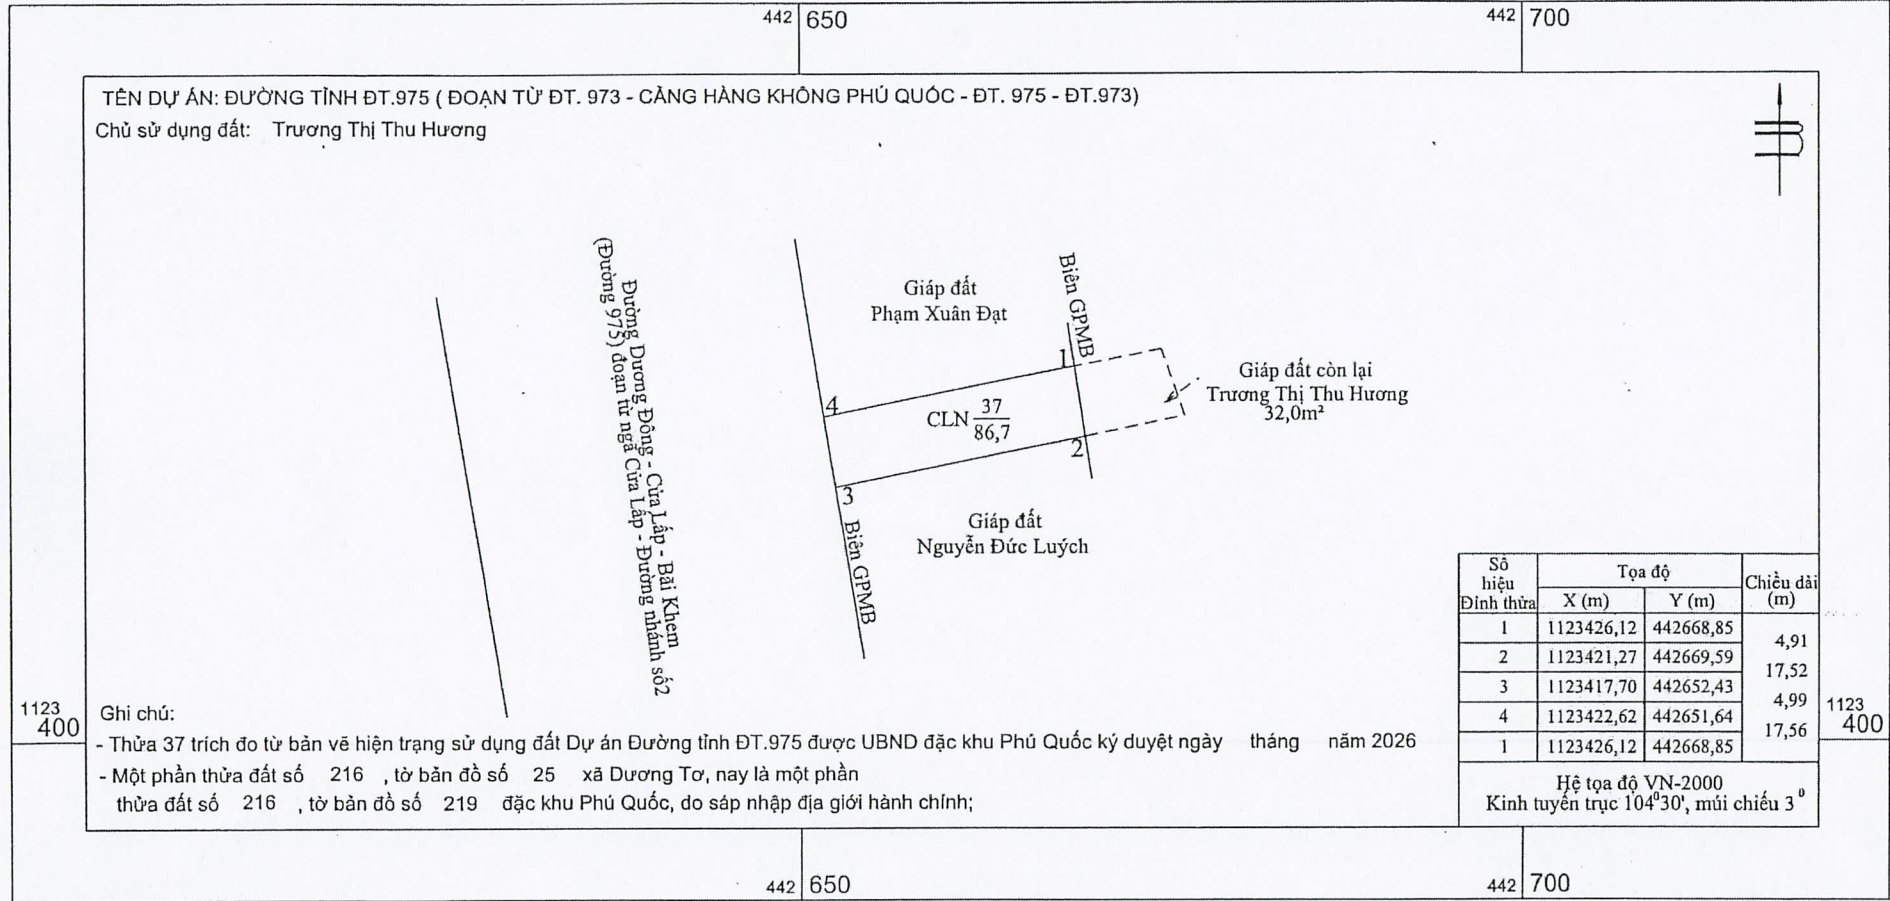 442 650
442 700
TÊN DỰ ÁN: ĐƯỜNG TỈNH ĐT.975 ( ĐOẠN TỪ ĐT. 973 - CẢNG HÀNG KHÔNG PHÚ QUỐC - ĐT. 975 - ĐT.973)
Chủ sử dụng đất: Trương Thị Thu Hương
Đường Dương Đông - Cửa Lấp - Bãi Khem
(Đường 975) đoạn từ ngã Cửa Lấp - Đường nhánh số2
Giáp đất
Phạm Xuân Đạt
Biên GPMB
1
Giáp đất còn lại
Trương Thị Thu Hương
32,0m²
4
CLN 37
86,7
2
3
Giáp đất
Nguyễn Đức Luých
Biên GPMB
Số hiệu Đỉnh thửa Tọa độ Chiều dài (m)
X (m) Y (m)
1 1123426,12 442668,85
4,91
2 1123421,27 442669,59
17,52
3 1123417,70 442652,43
4,99
4 1123422,62 442651,64
17,56
1 1123426,12 442668,85
Hệ tọa độ VN-2000
Kinh tuyến trục 104⁰30', múi chiếu 3⁰
1123 400
1123 400
Ghi chú:
- Thửa 37 trích đo từ bản vẽ hiện trạng sử dụng đất Dự án Đường tỉnh ĐT.975 được UBND đặc khu Phú Quốc ký duyệt ngày tháng năm 2026
- Một phần thửa đất số 216 , tờ bản đồ số 25 xã Dương Tơ, nay là một phần
thửa đất số 216 , tờ bản đồ số 219 đặc khu Phú Quốc, do sáp nhập địa giới hành chính;
442 650
442 700